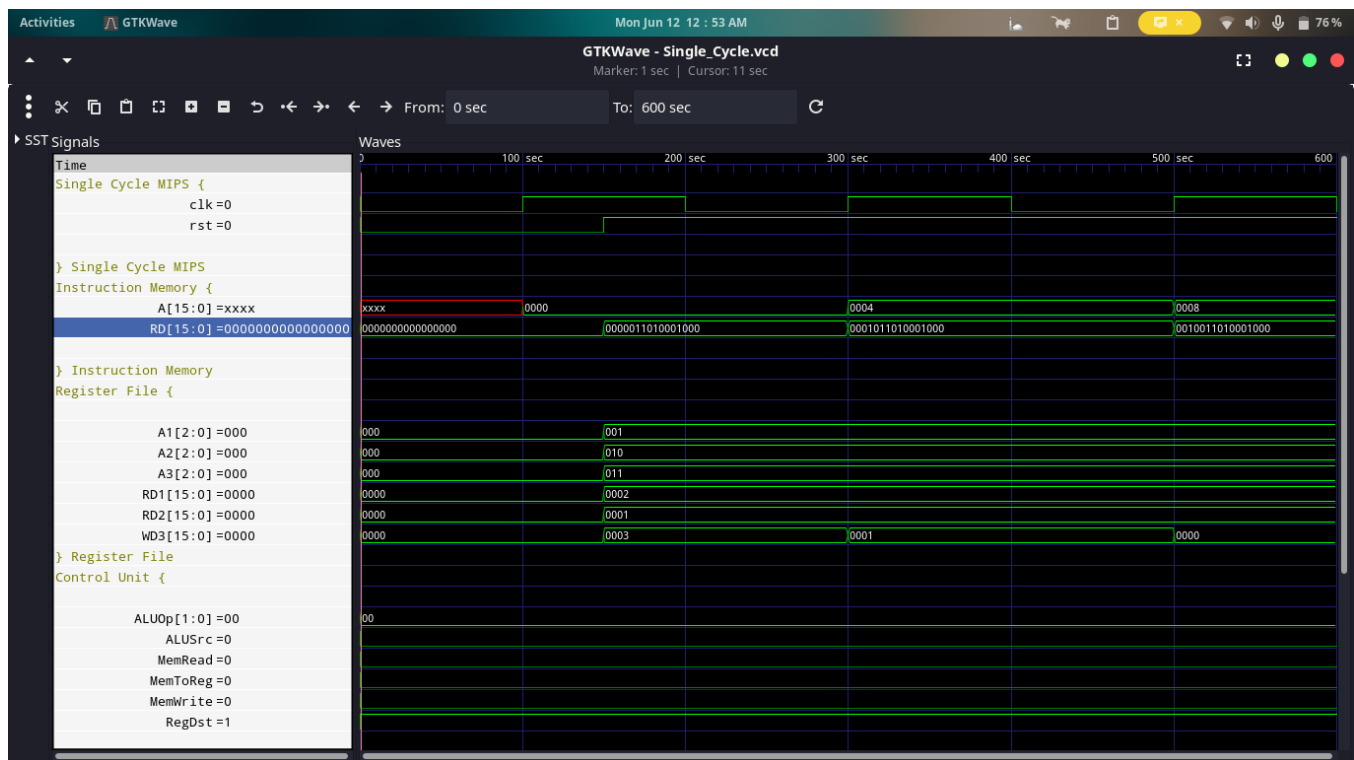 Activities GTKWave Mon Jun 12 12 : 53 AM 76 %
GTKWave - Single_Cycle.vcd
Marker: 1 sec | Cursor: 11 sec
From: 0 sec To: 600 sec
SST Signals Waves
Time 0 100 sec 200 sec 300 sec 400 sec 500 sec 600
Single Cycle MIPS {
clk =0
rst =0
} Single Cycle MIPS
Instruction Memory {
A[15:0] =xxxx xxxx 0000 0004 0008
RD[15:0] =0000000000000000 0000000000000000 0000011010001000 0001011010001000 0010011010001000
} Instruction Memory
Register File {
A1[2:0] =000 000 001
A2[2:0] =000 000 010
A3[2:0] =000 000 011
RD1[15:0] =0000 0000 0002
RD2[15:0] =0000 0000 0001
WD3[15:0] =0000 0000 0003 0001 0000
} Register File
Control Unit {
ALUOp[1:0] =00 00
ALUSrc =0
MemRead =0
MemToReg =0
MemWrite =0
RegDst =1